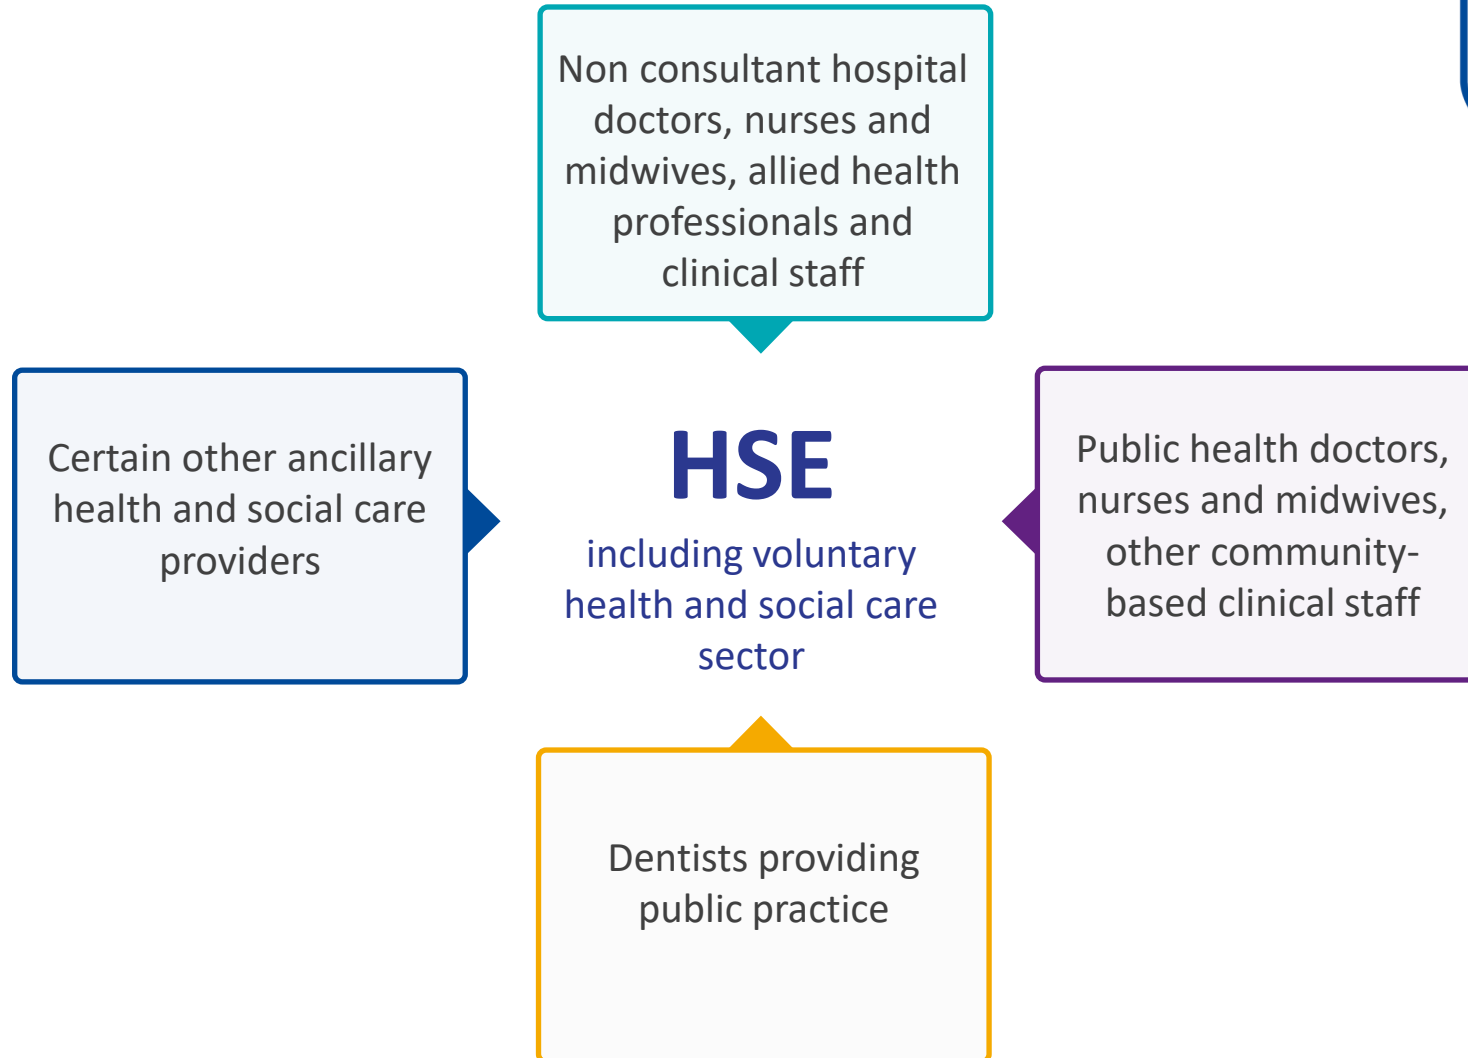 Non consultant hospital
doctors, nurses and
midwives, allied health
professionals and
clinical staff
Certain other ancillary
health and social care
providers
HSE
including voluntary
health and social care
sector
Public health doctors,
nurses and midwives,
other community-
based clinical staff
Dentists providing
public practice